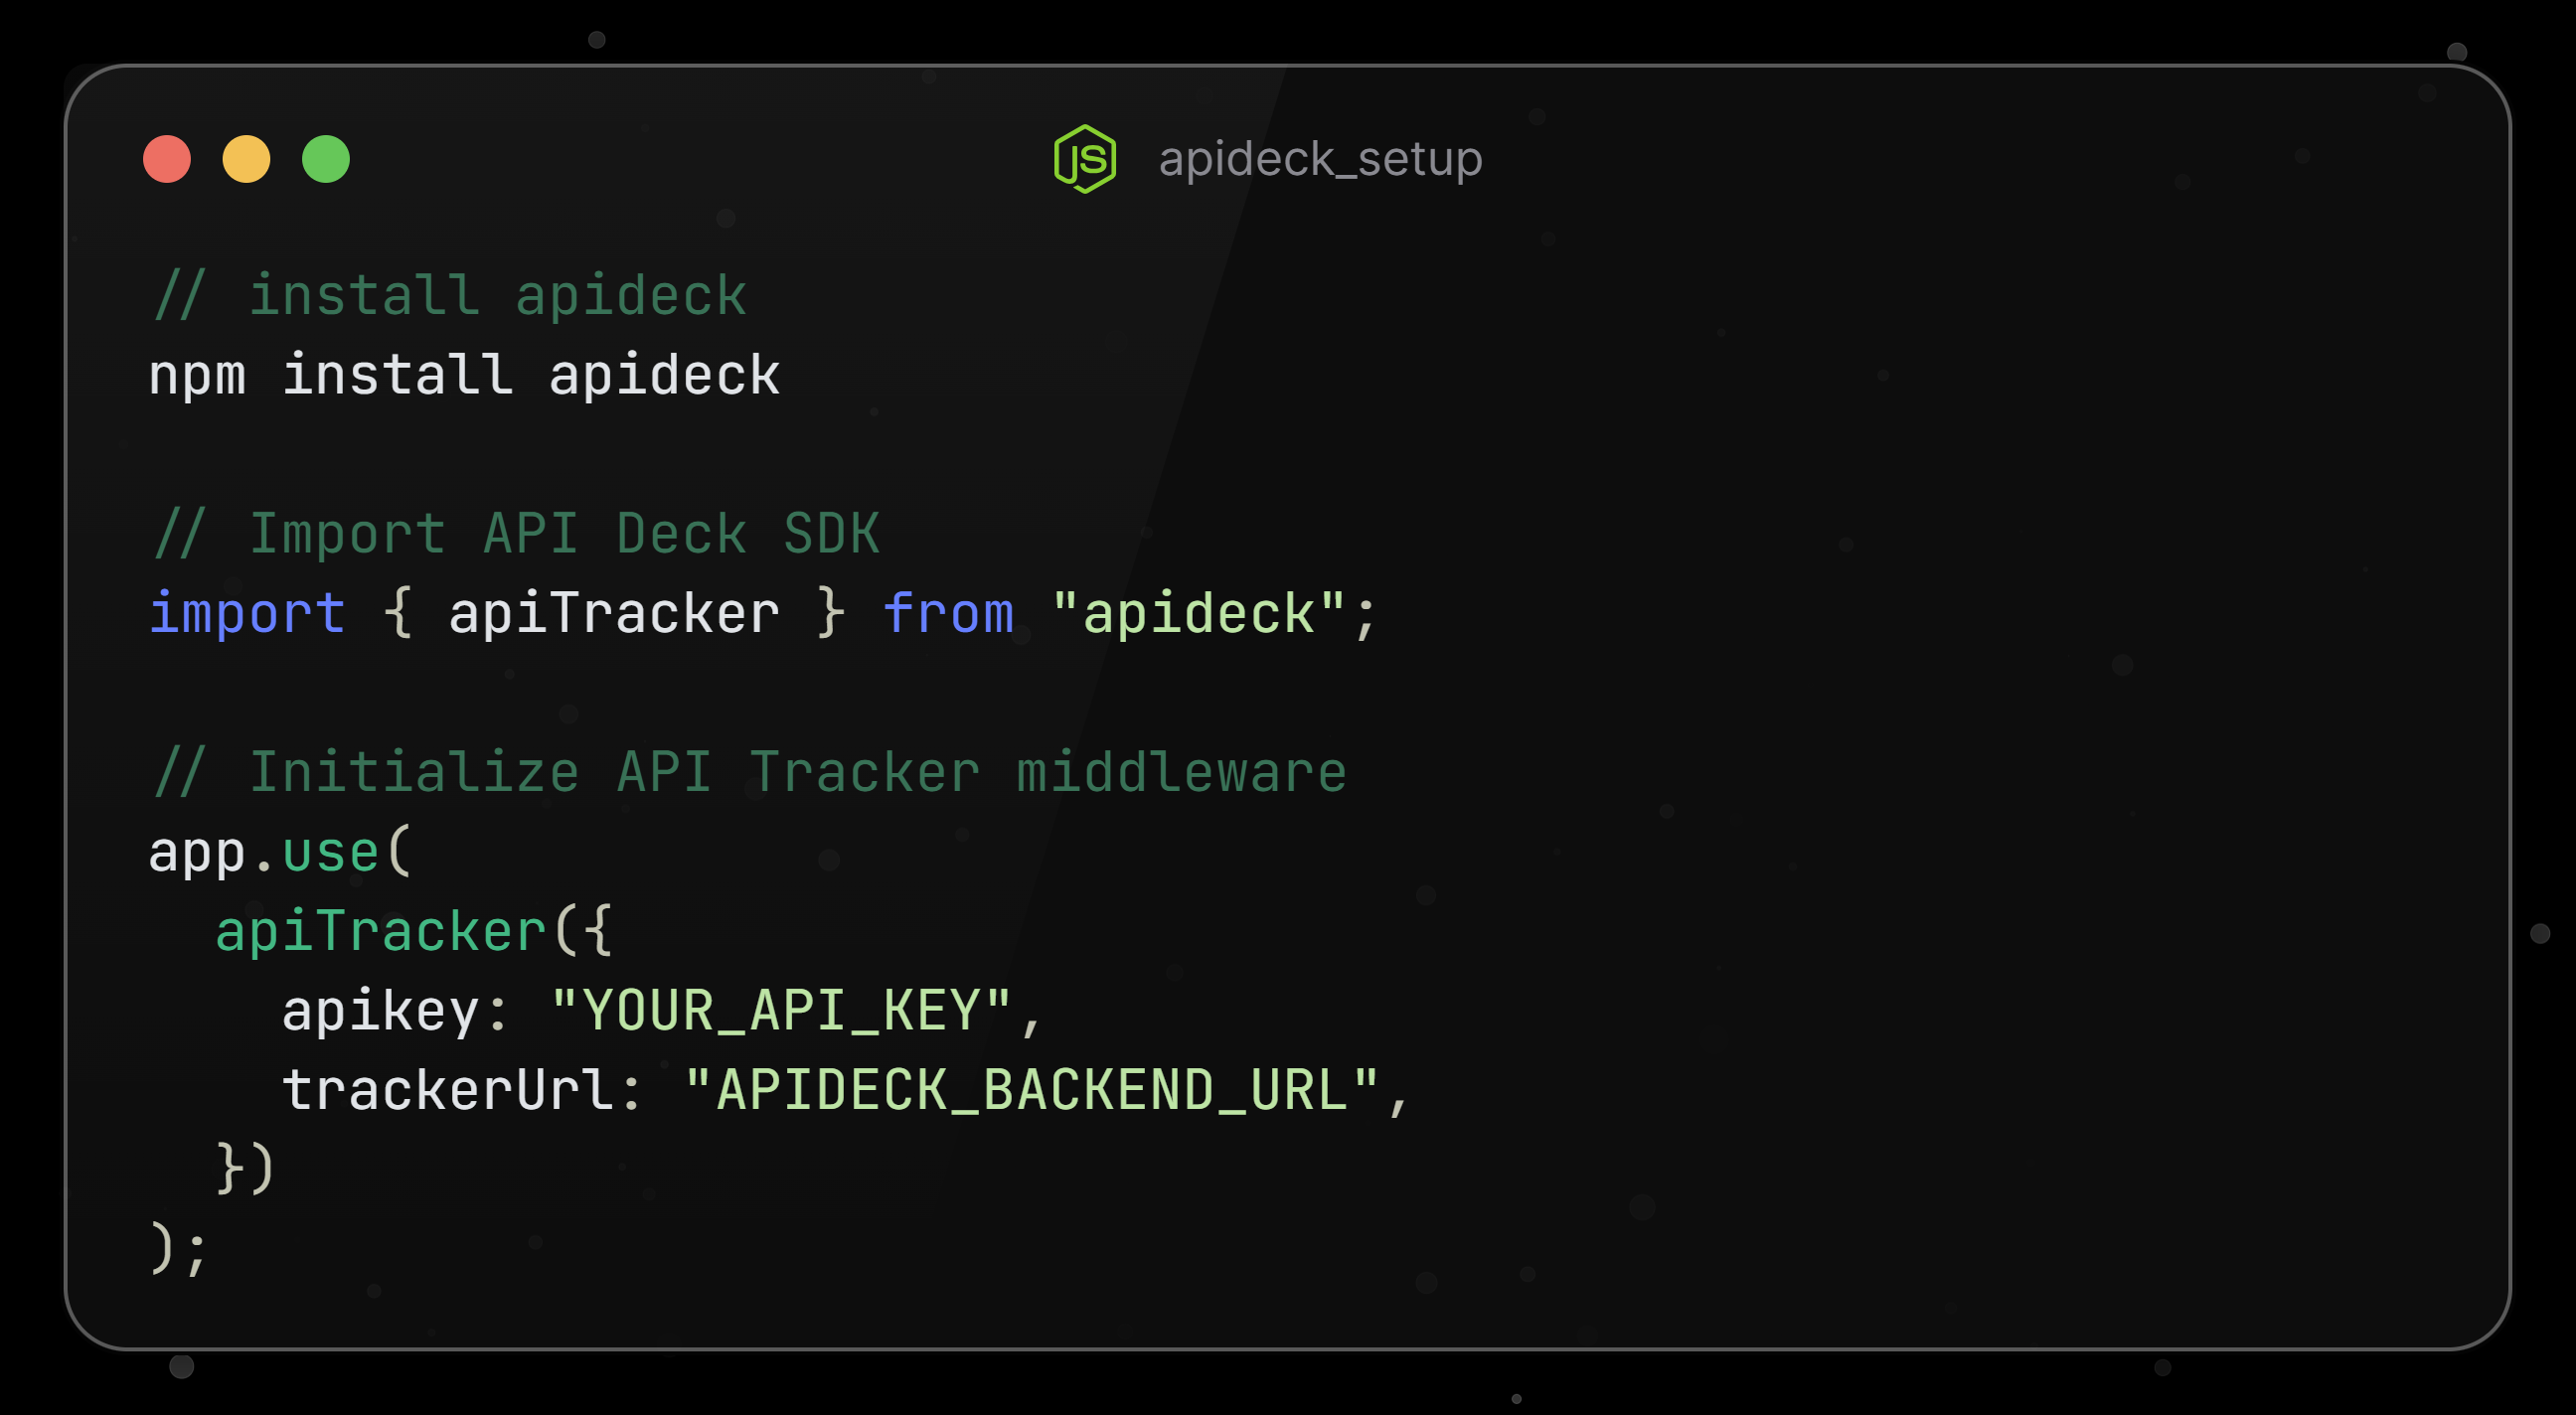 JS apideck_setup
// install apideck
npm install apideck
// Import API Deck SDK
import { apiTracker } from "apideck";
// Initialize API Tracker middleware
app.use(
  apiTracker({
    apikey: "YOUR_API_KEY",
    trackerUrl: "APIDECK_BACKEND_URL",
  })
);